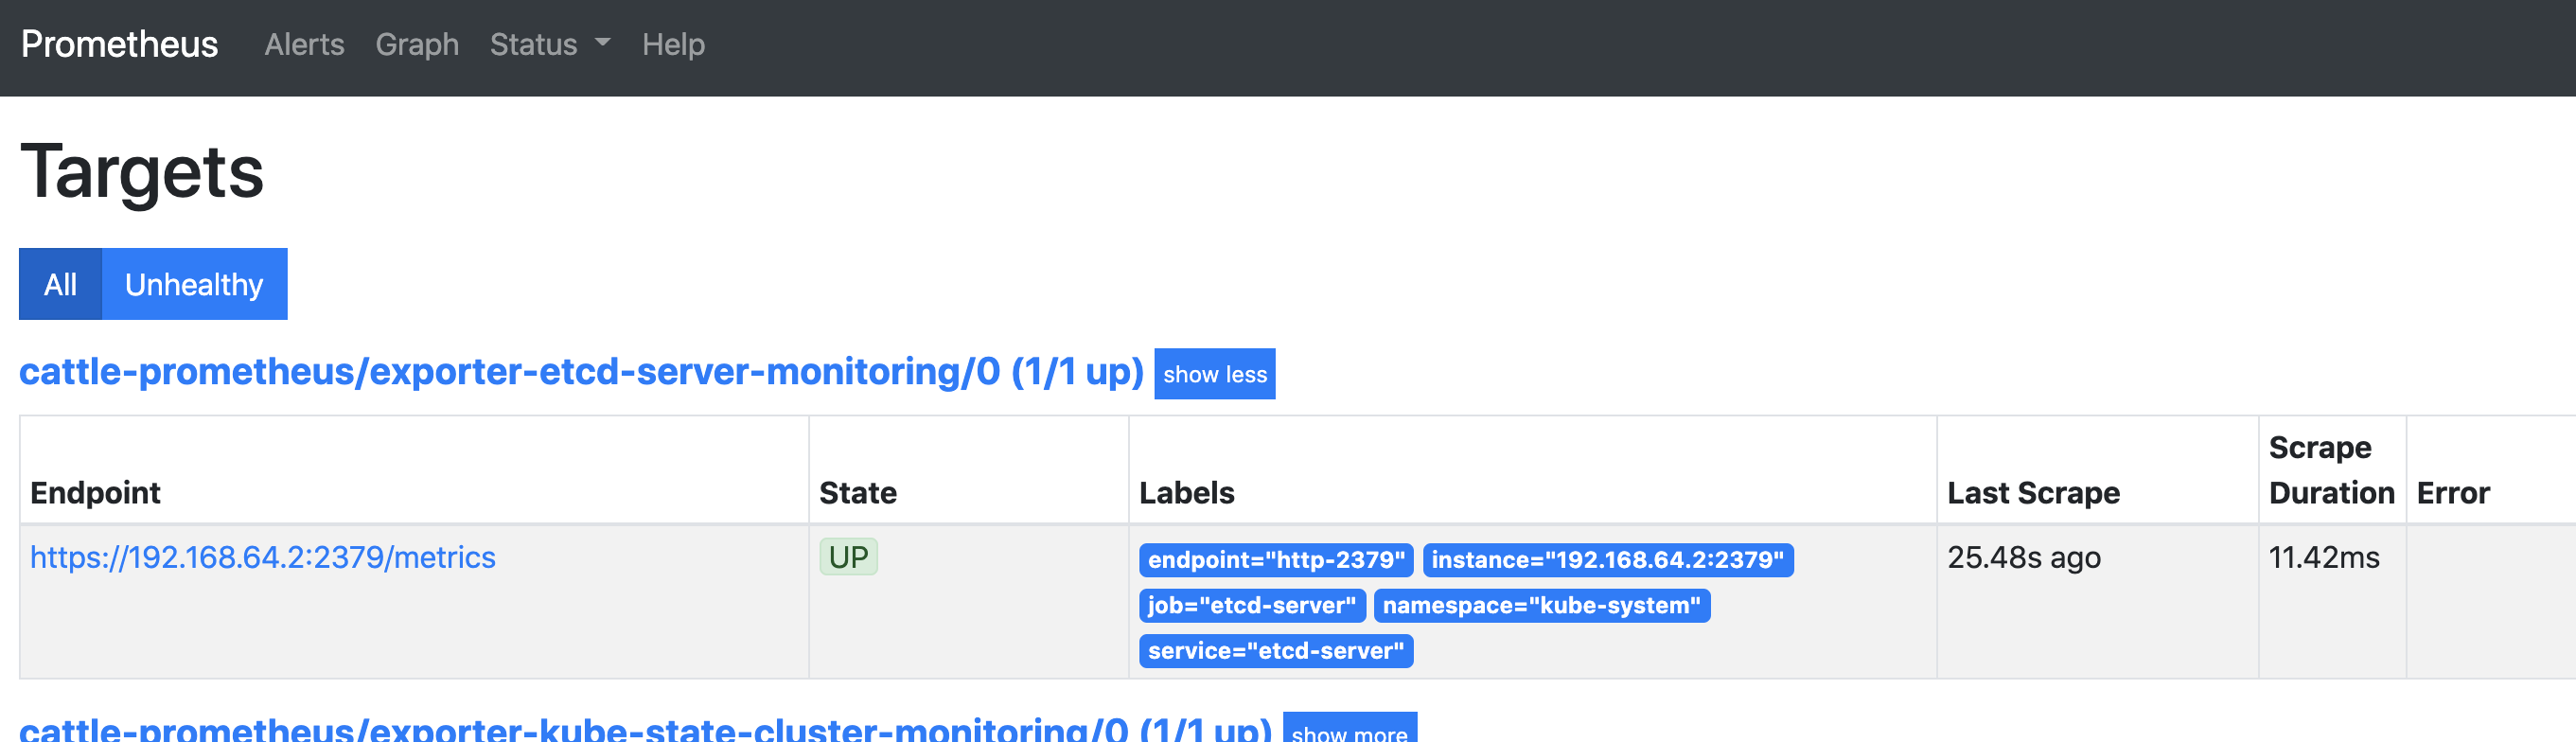 Prometheus Alerts Graph Status Help
Targets
All Unhealthy
cattle-prometheus/exporter-etcd-server-monitoring/0 (1/1 up) show less
Endpoint State Labels Last Scrape Scrape Duration Error
https://192.168.64.2:2379/metrics UP endpoint="http-2379" instance="192.168.64.2:2379" 25.48s ago 11.42ms
job="etcd-server" namespace="kube-system"
service="etcd-server"
cattle-prometheus/exporter-kube-state-cluster-monitoring/0 (1/1 up) show more